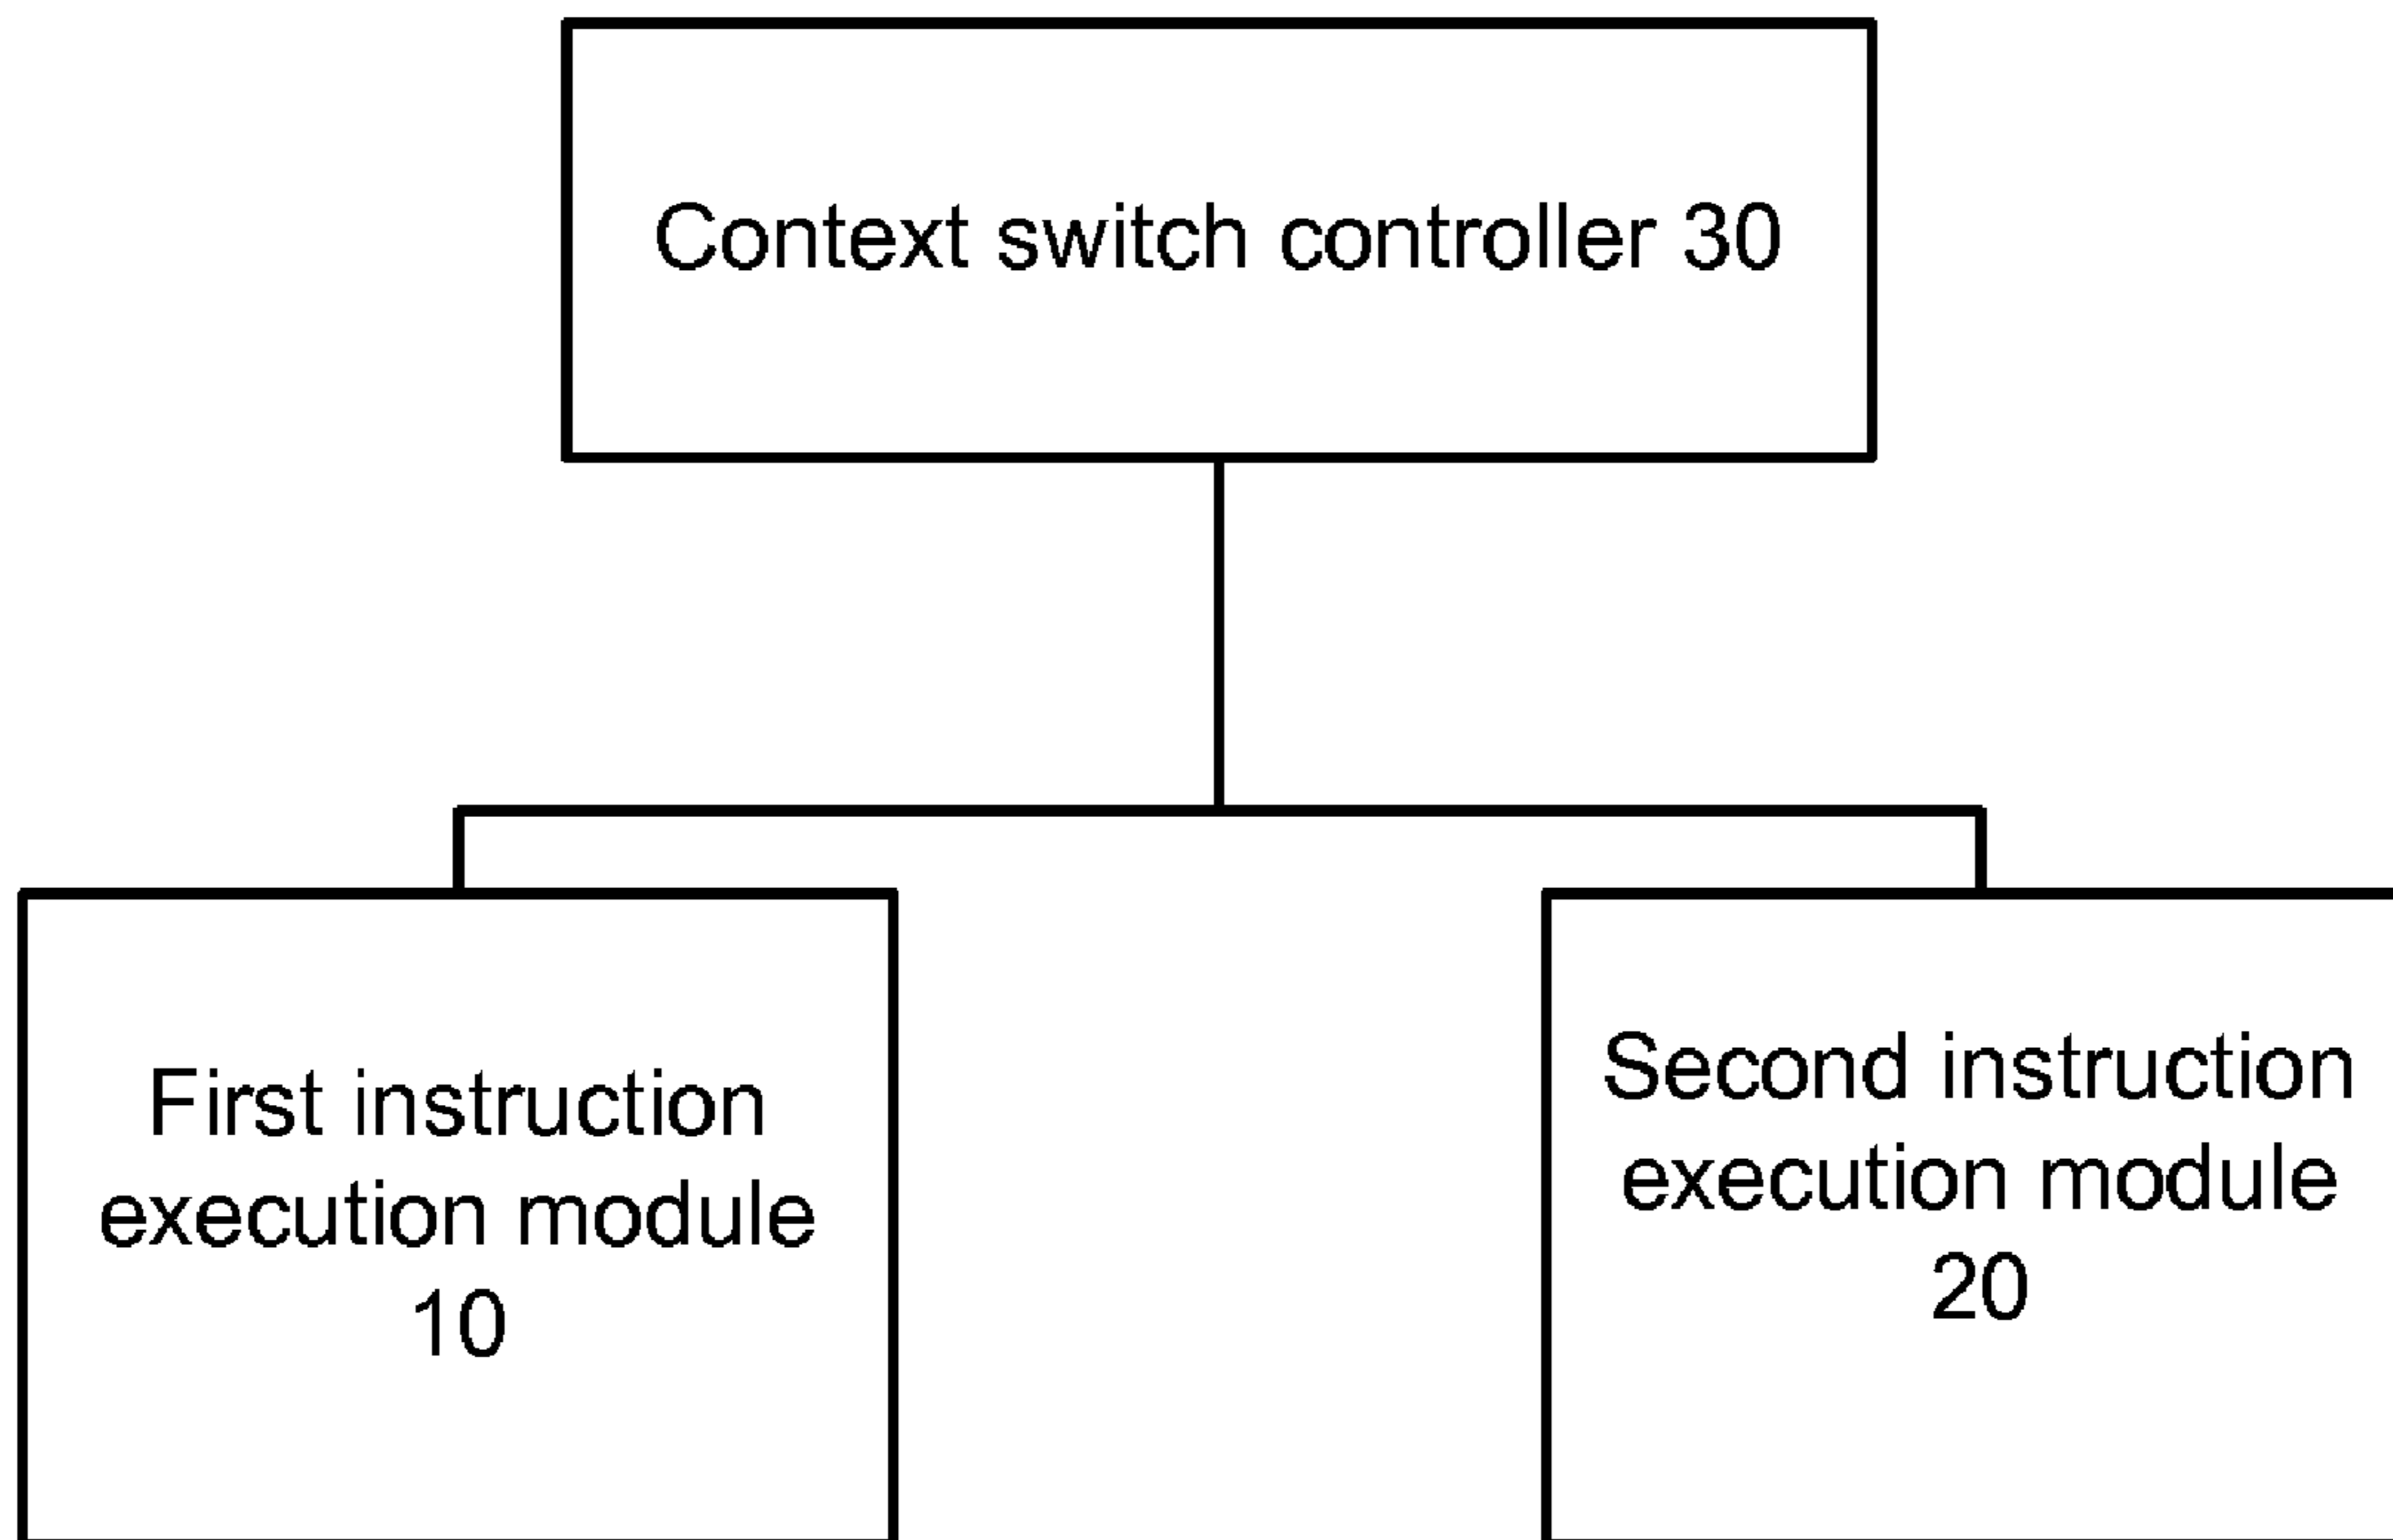 Context switch controller 30
First instruction
execution module
10
Second instruction
execution module
20